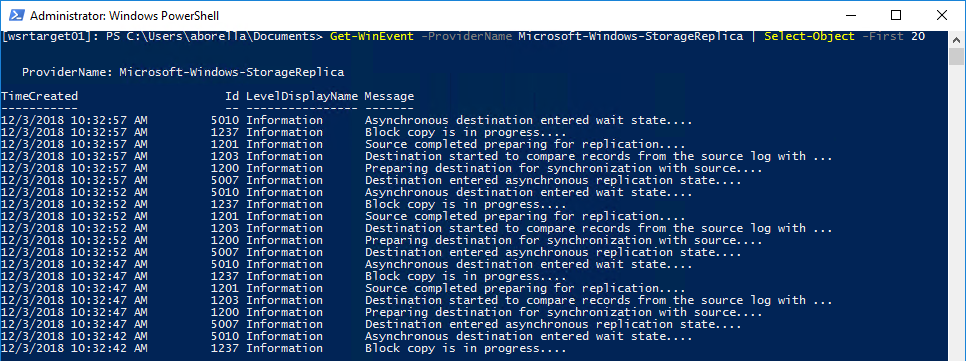 Administrator: Windows PowerShell
[wsrtarget01]: PS C:\Users\aborella\Documents> Get-WinEvent -ProviderName Microsoft-Windows-StorageReplica | Select-Object -First 20
ProviderName: Microsoft-Windows-StorageReplica
TimeCreated Id LevelDisplayName Message
----------- -- ---------------- -------
12/3/2018 10:32:57 AM 5010 Information Asynchronous destination entered wait state....
12/3/2018 10:32:57 AM 1237 Information Block copy is in progress....
12/3/2018 10:32:57 AM 1201 Information Source completed preparing for replication....
12/3/2018 10:32:57 AM 1203 Information Destination started to compare records from the source log with ...
12/3/2018 10:32:57 AM 1200 Information Preparing destination for synchronization with source....
12/3/2018 10:32:57 AM 5007 Information Destination entered asynchronous replication state....
12/3/2018 10:32:52 AM 5010 Information Asynchronous destination entered wait state....
12/3/2018 10:32:52 AM 1237 Information Block copy is in progress....
12/3/2018 10:32:52 AM 1201 Information Source completed preparing for replication....
12/3/2018 10:32:52 AM 1203 Information Destination started to compare records from the source log with ...
12/3/2018 10:32:52 AM 1200 Information Preparing destination for synchronization with source....
12/3/2018 10:32:52 AM 5007 Information Destination entered asynchronous replication state....
12/3/2018 10:32:47 AM 5010 Information Asynchronous destination entered wait state....
12/3/2018 10:32:47 AM 1237 Information Block copy is in progress....
12/3/2018 10:32:47 AM 1201 Information Source completed preparing for replication....
12/3/2018 10:32:47 AM 1203 Information Destination started to compare records from the source log with ...
12/3/2018 10:32:47 AM 1200 Information Preparing destination for synchronization with source....
12/3/2018 10:32:47 AM 5007 Information Destination entered asynchronous replication state....
12/3/2018 10:32:42 AM 5010 Information Asynchronous destination entered wait state....
12/3/2018 10:32:42 AM 1237 Information Block copy is in progress....